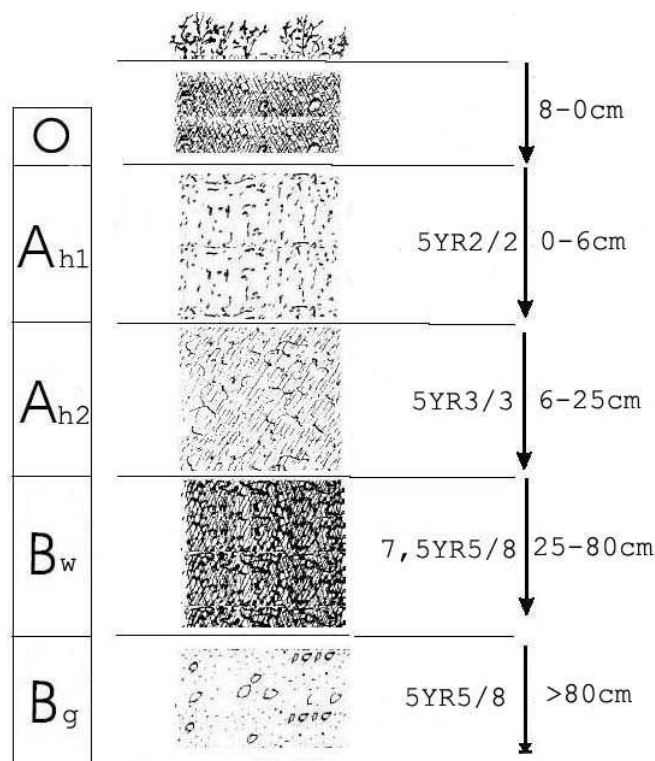 O 8-0cm
Ah1 5YR2/2 0-6cm
Ah2 5YR3/3 6-25cm
Bw 7,5YR5/8 25-80cm
Bg 5YR5/8 >80cm